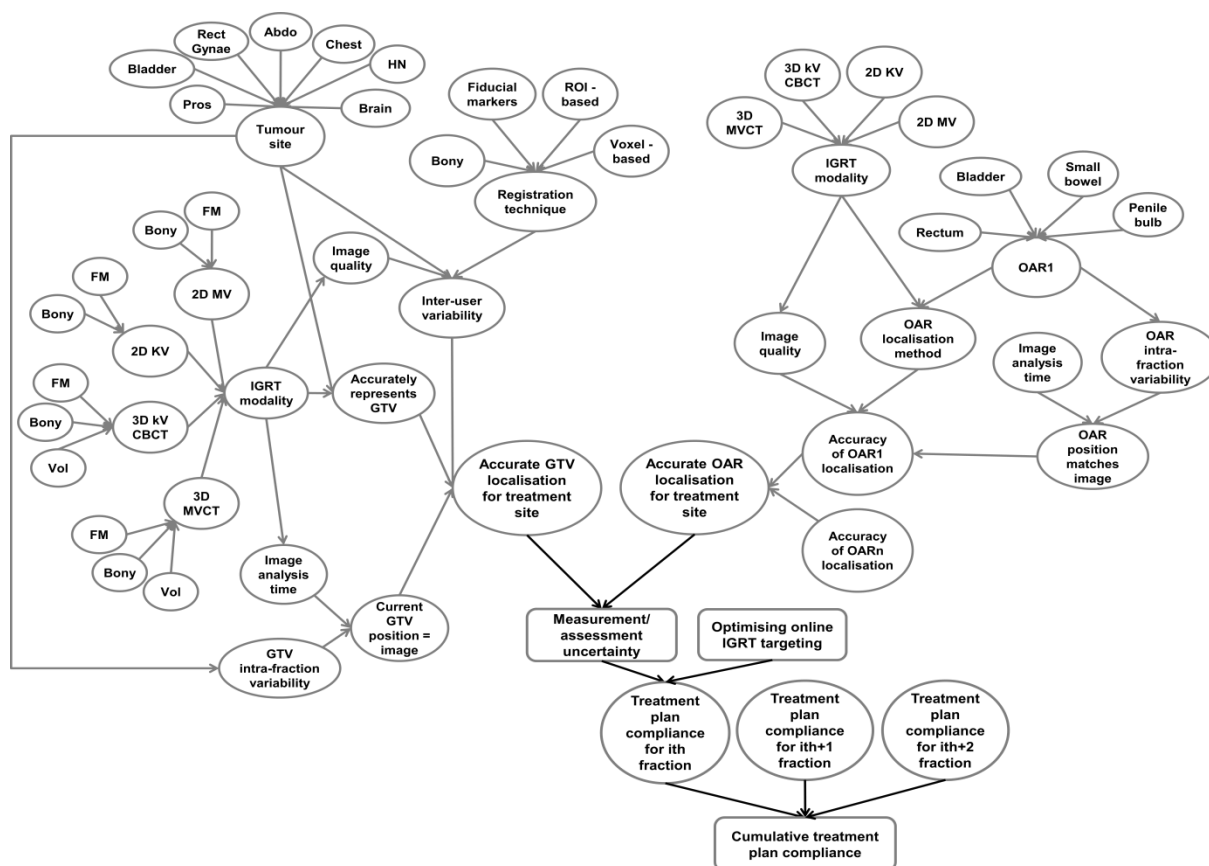 Rect
Gynae
Abdo
Chest
Bladder
HN
Pros
Brain
Tumour
site
Fiducial
markers
ROI -
based
Bony
Voxel -
based
Registration
technique
3D kV
CBCT
2D KV
3D
MVCT
2D MV
IGRT
modality
Bladder
Small
bowel
Rectum
Penile
bulb
OAR1
FM
Bony
2D MV
Image
quality
Inter-user
variability
FM
Bony
2D KV
FM
Bony
Vol
3D kV
CBCT
IGRT
modality
Accurately
represents
GTV
3D
MVCT
FM
Bony
Vol
Image
analysis
time
GTV
intra-fraction
variability
Current
GTV
position =
image
Image
quality
OAR
localisation
method
Image
analysis
time
OAR
intra-
fraction
variability
Accuracy
of OAR1
localisation
OAR
position
matches
image
Accurate GTV
localisation
for treatment
site
Accurate OAR
localisation
for treatment
site
Accuracy
of OARn
localisation
Measurement/
assessment
uncertainty
Optimising online
IGRT targeting
Treatment
plan
compliance
for ith
fraction
Treatment
plan
compliance
for ith+1
fraction
Treatment
plan
compliance
for ith+2
fraction
Cumulative treatment
plan compliance